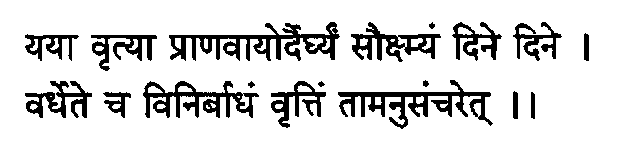 यया वृत्या प्राणवायोर्दैर्घ्यं सौक्ष्म्यं दिने दिने ।
वर्धेते च विनिर्बाधं वृत्तिं तामनुसंचरेत् ।।